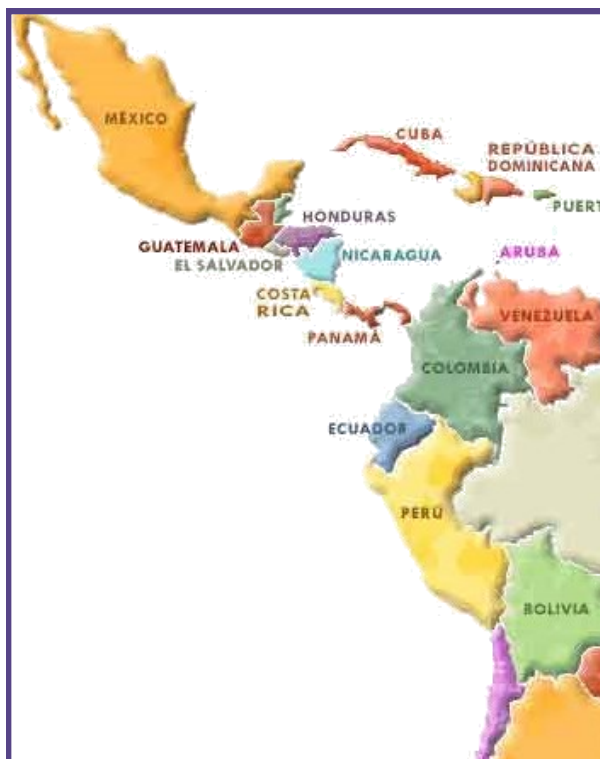 MÉXICO
CUBA
REPÚBLICA
DOMINICANA
PUERT
HONDURAS
GUATEMALA
EL SALVADOR
NICARAGUA
ARUBA
COSTA
RICA
PANAMÁ
VENEZUELA
COLOMBIA
ECUADOR
PERÚ
BOLIVIA